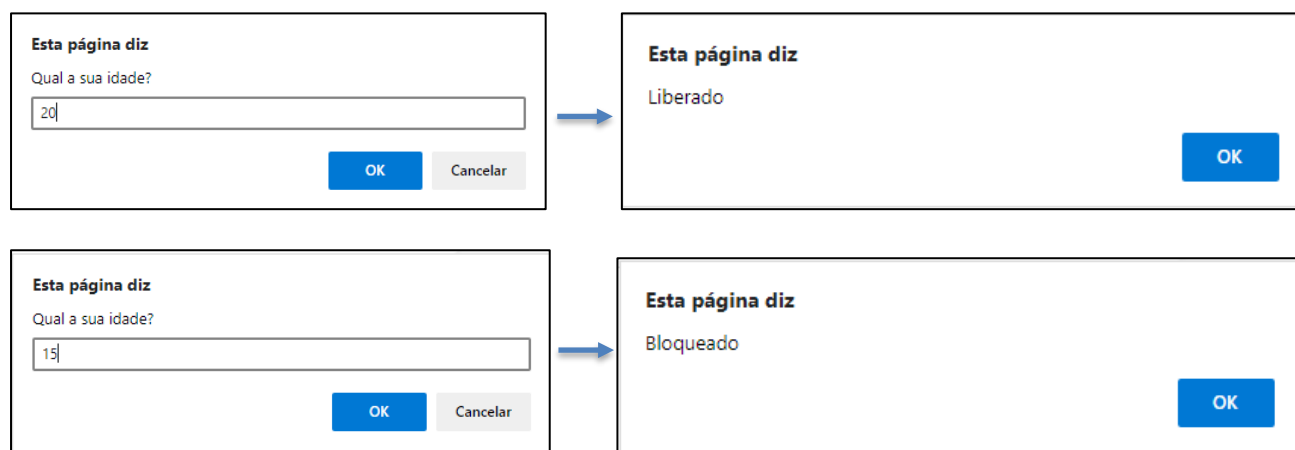 Esta página diz
Qual a sua idade?
20
OK Cancelar
Esta página diz
Liberado
OK
Esta página diz
Qual a sua idade?
15
OK Cancelar
Esta página diz
Bloqueado
OK